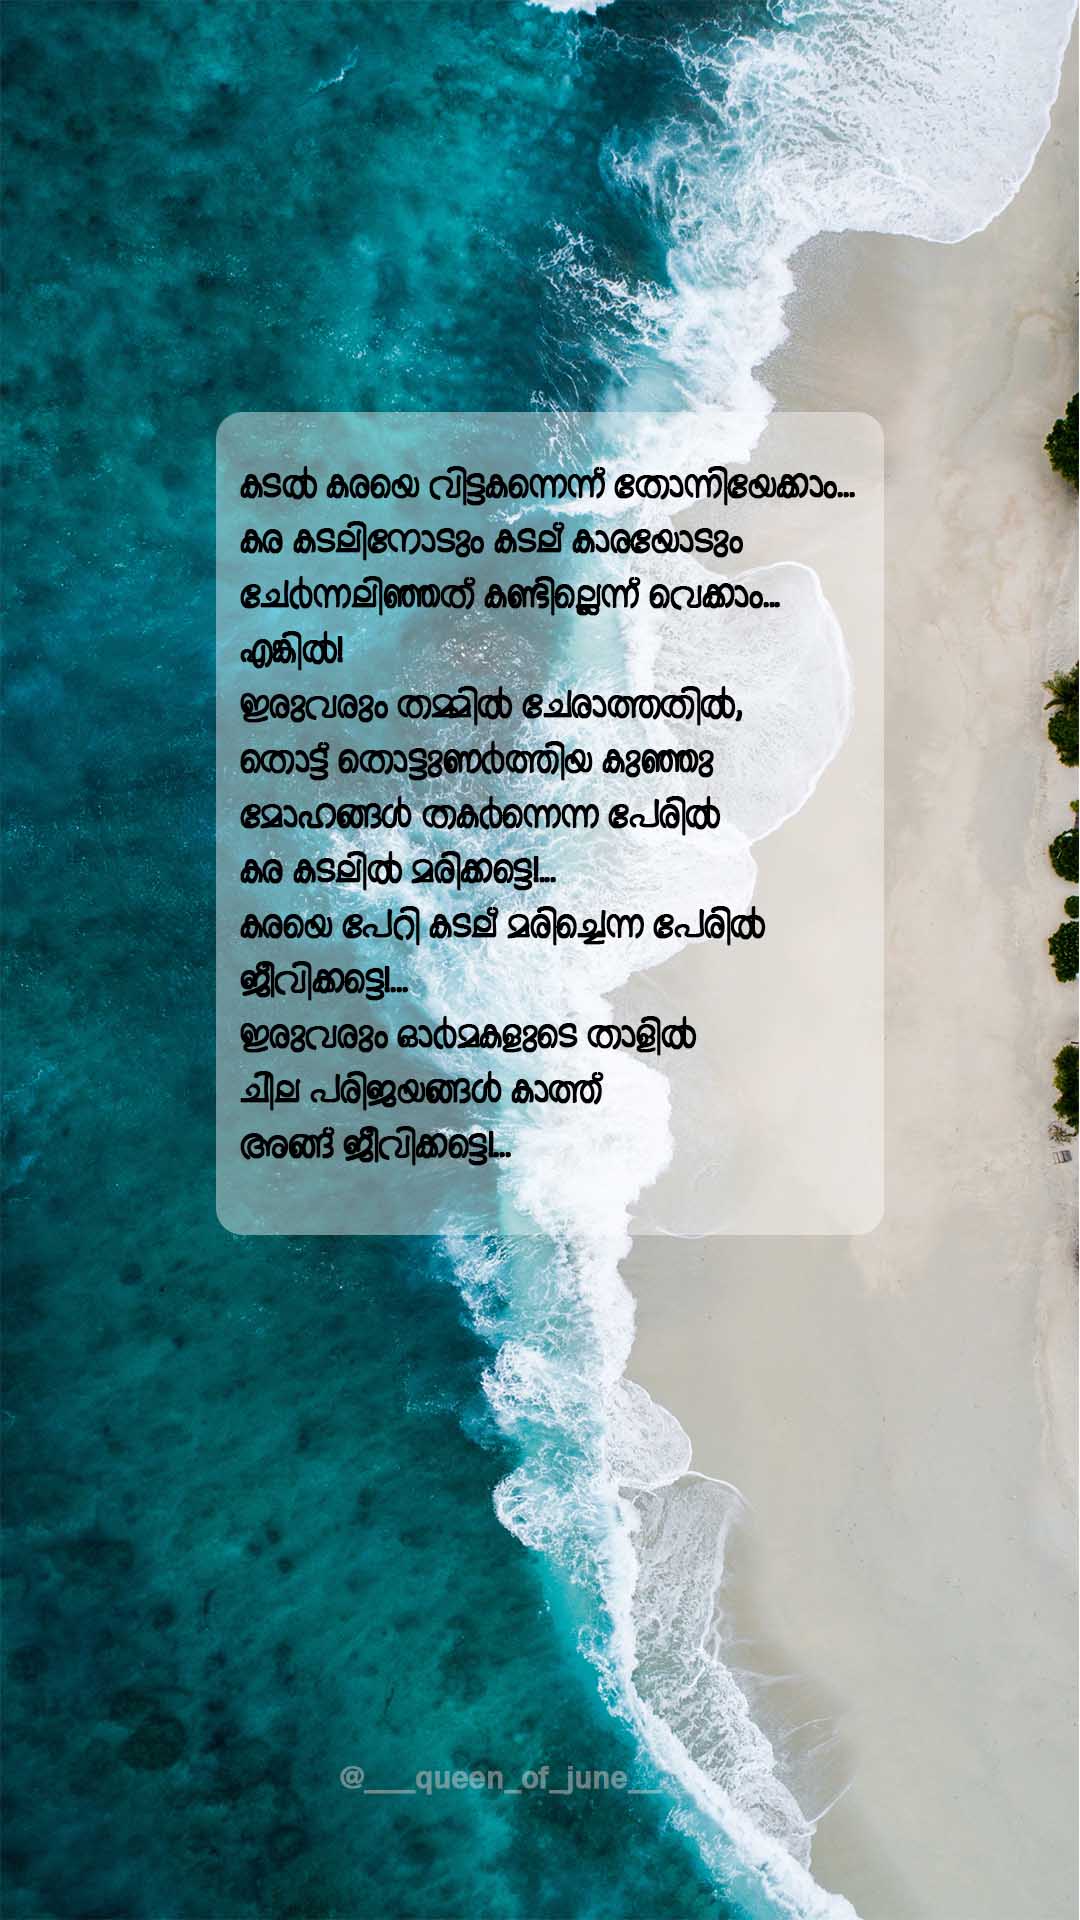 കടൽ കരയെ വിട്ടകന്നെന്ന് തോന്നിയേക്കാം...
കര കടലിനോടും കടല് കാരയോടും
ചേർന്നലിഞ്ഞത് കണ്ടില്ലെന്ന് വെക്കാം...
എങ്കിൽ!
ഇരുവരും തമ്മിൽ ചേരാത്തതിൽ,
തൊട്ട് തൊട്ടുണർത്തിയ കുഞ്ഞു
മോഹങ്ങൾ തകർന്നെന്ന പേരിൽ
കര കടലിൽ മരിക്കട്ടെ!...
കരയെ പേറി കടല് മരിച്ചെന്ന പേരിൽ
ജീവിക്കട്ടെ!...
ഇരുവരും ഓർമകളുടെ താളിൽ
ചില പരിജയങ്ങൾ കാത്ത്
അങ്ങ് ജീവിക്കട്ടെ!...
@___queen_of_june__